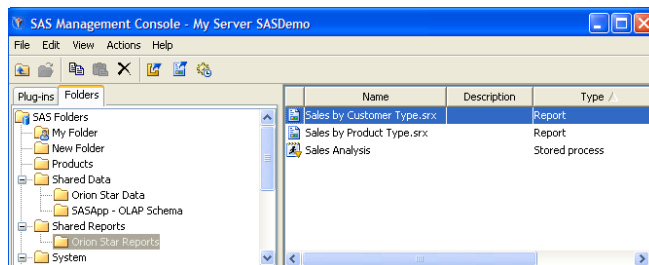 SAS Management Console - My Server SASDemo
File Edit View Actions Help
Plug-ins Folders
SAS Folders
My Folder
New Folder
Products
Shared Data
Orion Star Data
SASApp - OLAP Schema
Shared Reports
Orion Star Reports
System
Name Description Type
Sales by Customer Type.srx Report
Sales by Product Type.srx Report
Sales Analysis Stored process